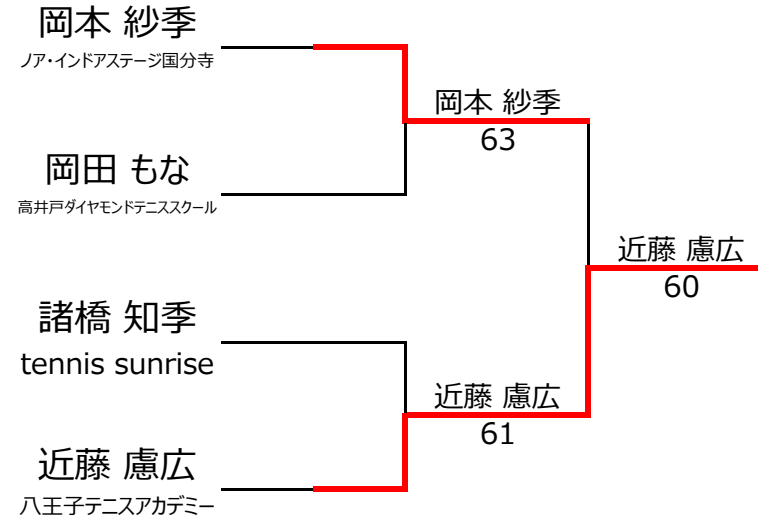 岡本 紗季
ノア・インドアステージ国分寺
岡本 紗季
63
岡田 もな
高井戸ダイヤモンドテニススクール
近藤 慮広
60
諸橋 知季
tennis sunrise
近藤 慮広
61
近藤 慮広
八王子テニスアカデミー